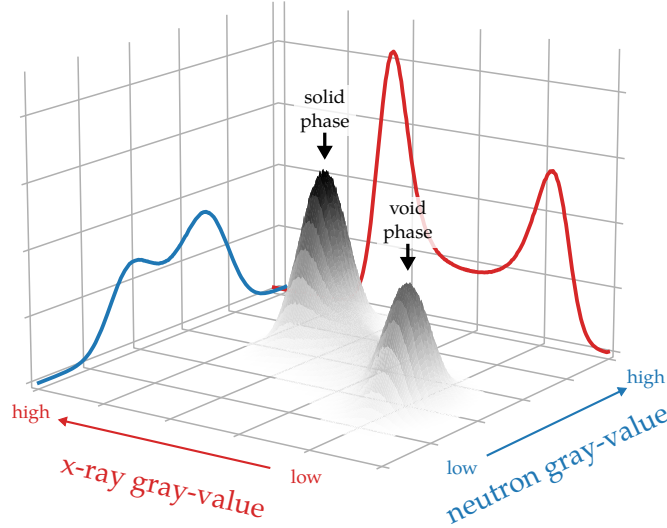 solid
phase
void
phase
high
high
low
low
x-ray gray-value
neutron gray-value